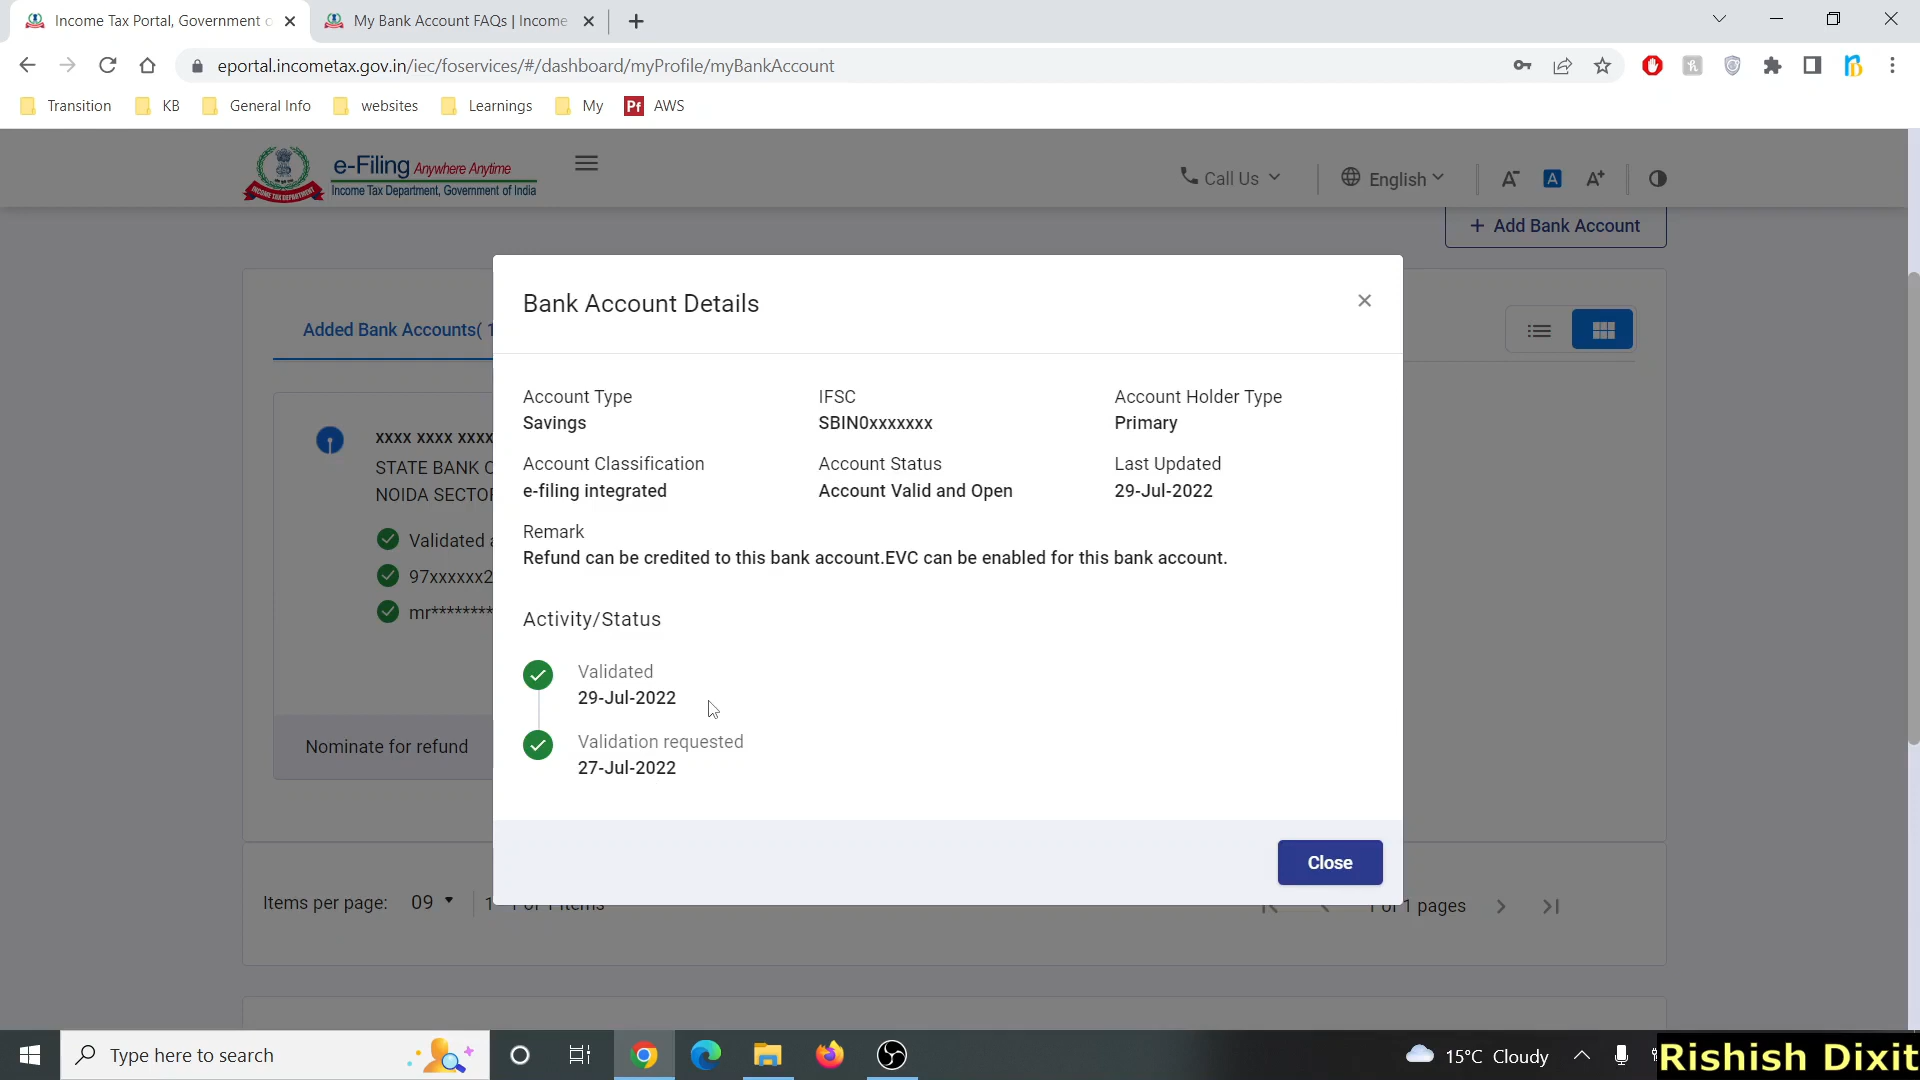 Income Tax Portal, Government o
My Bank Account FAQs | Income
eportal.incometax.gov.in/iec/foservices/#/dashboard/myProfile/myBankAccount
Transition KB General Info websites Learnings My Pf AWS
e-Filing Anywhere Anytime
Income Tax Department, Government of India
INCOME TAX DEPARTMENT
Call Us English A- A A+
+ Add Bank Account
Added Bank Accounts( 1
xxxx xxxx xxxx
STATE BANK O
NOIDA SECTOR
Validated a
97xxxxxx2
mr********
Nominate for refund
Bank Account Details
Account Type IFSC Account Holder Type
Savings SBIN0xxxxxxx Primary
Account Classification Account Status Last Updated
e-filing integrated Account Valid and Open 29-Jul-2022
Remark
Refund can be credited to this bank account.EVC can be enabled for this bank account.
Activity/Status
Validated
29-Jul-2022
Validation requested
27-Jul-2022
Close
Items per page: 09 1 - 1 of 1 items 1 of 1 pages
Type here to search
15°C Cloudy
Rishish Dixit